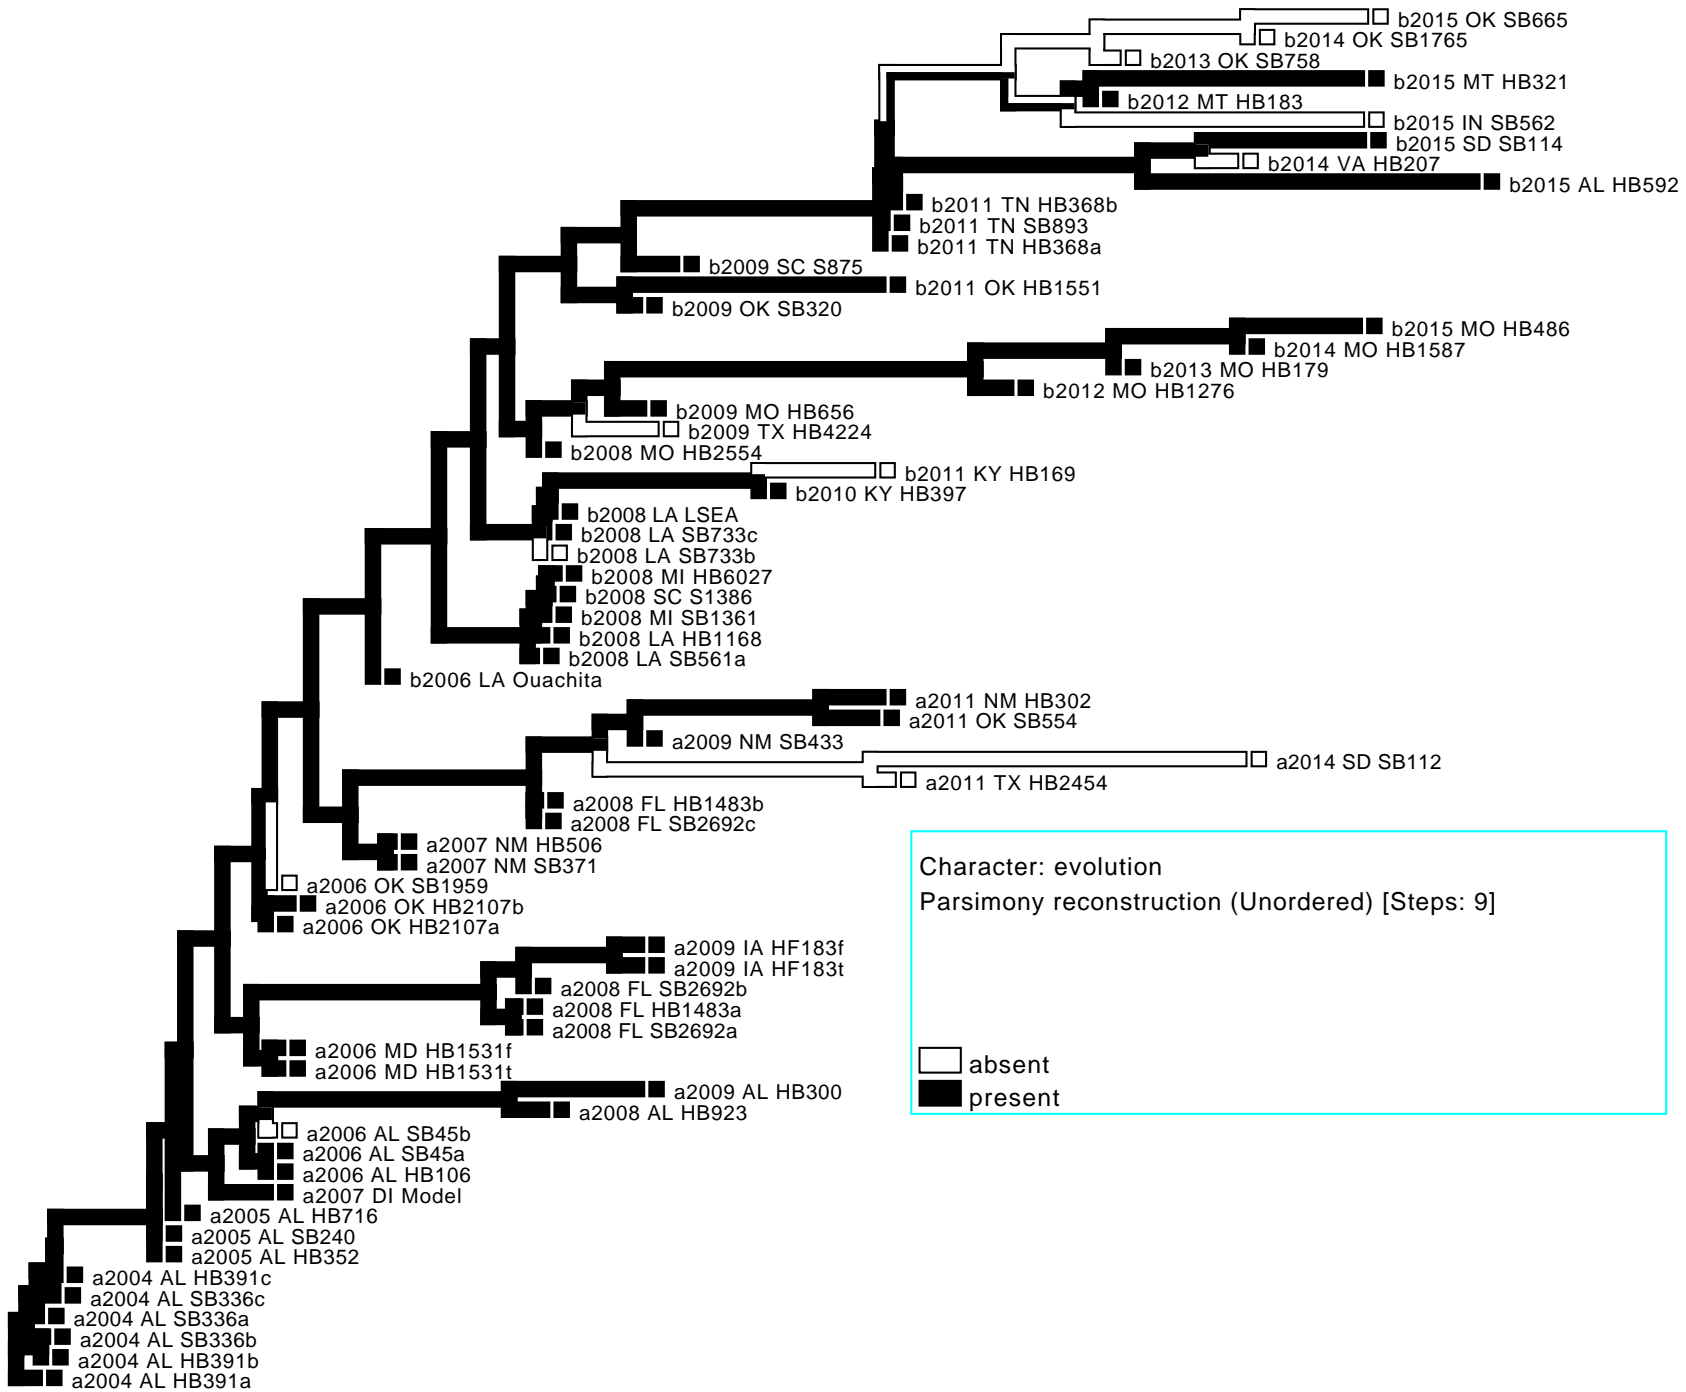 b2015 OK SB665
b2014 OK SB1765
b2013 OK SB758
b2015 MT HB321
b2012 MT HB183
b2015 IN SB562
b2015 SD SB114
b2014 VA HB207
b2015 AL HB592
b2011 TN HB368b
b2011 TN SB893
b2011 TN HB368a
b2009 SC S875
b2011 OK HB1551
b2009 OK SB320
b2015 MO HB486
b2014 MO HB1587
b2013 MO HB179
b2012 MO HB1276
b2009 MO HB656
b2009 TX HB4224
b2008 MO HB2554
b2011 KY HB169
b2010 KY HB397
b2008 LA LSEA
b2008 LA SB733c
b2008 LA SB733b
b2008 MI HB6027
b2008 SC S1386
b2008 MI SB1361
b2008 LA HB1168
b2008 LA SB561a
b2006 LA Ouachita
a2011 NM HB302
a2011 OK SB554
a2009 NM SB433
a2014 SD SB112
a2011 TX HB2454
a2008 FL HB1483b
a2008 FL SB2692c
a2007 NM HB506
a2007 NM SB371
a2006 OK SB1959
a2006 OK HB2107b
a2006 OK HB2107a
a2009 IA HF183f
a2009 IA HF183t
a2008 FL SB2692b
a2008 FL HB1483a
a2008 FL SB2692a
a2006 MD HB1531f
a2006 MD HB1531t
a2009 AL HB300
a2008 AL HB923
a2006 AL SB45b
a2006 AL SB45a
a2006 AL HB106
a2007 DI Model
a2005 AL HB716
a2005 AL SB240
a2005 AL HB352
a2004 AL HB391c
a2004 AL SB336c
a2004 AL SB336a
a2004 AL SB336b
a2004 AL HB391b
a2004 AL HB391a
Character: evolution
Parsimony reconstruction (Unordered) [Steps: 9]
absent
present